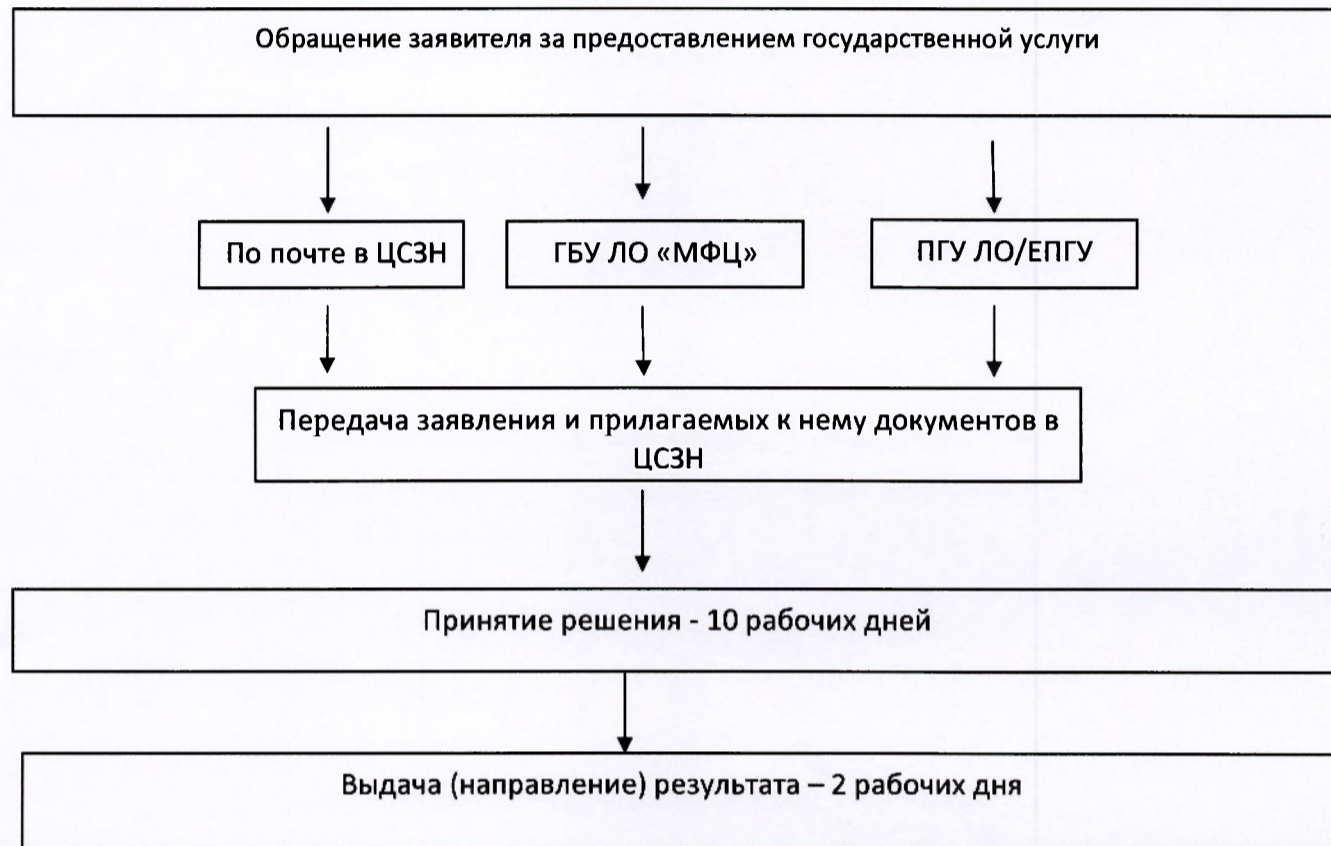 Обращение заявителя за предоставлением государственной услуги
По почте в ЦСЗН
ГБУ ЛО «МФЦ»
ПГУ ЛО/ЕПГУ
Передача заявления и прилагаемых к нему документов в
ЦСЗН
Принятие решения - 10 рабочих дней
Выдача (направление) результата – 2 рабочих дня